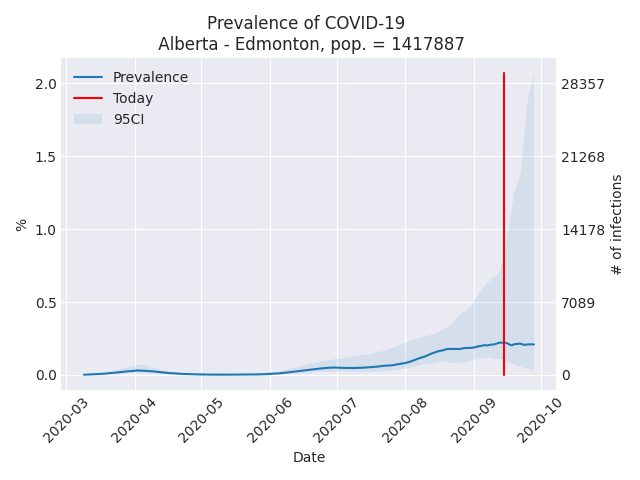 Prevalence of COVID-19
Alberta - Edmonton, pop. = 1417887
Prevalence
Today
95CI
2.0
1.5
1.0
0.5
0.0
%
28357
21268
14178
7089
0
# of infections
2020-03
2020-04
2020-05
2020-06
2020-07
2020-08
2020-09
2020-10
Date